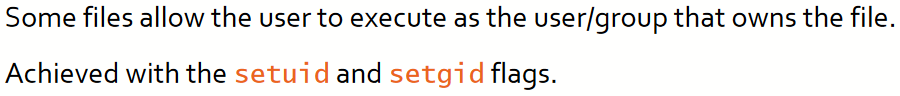 Some files allow the user to execute as the user/group that owns the file.
Achieved with the setuid and setgid flags.